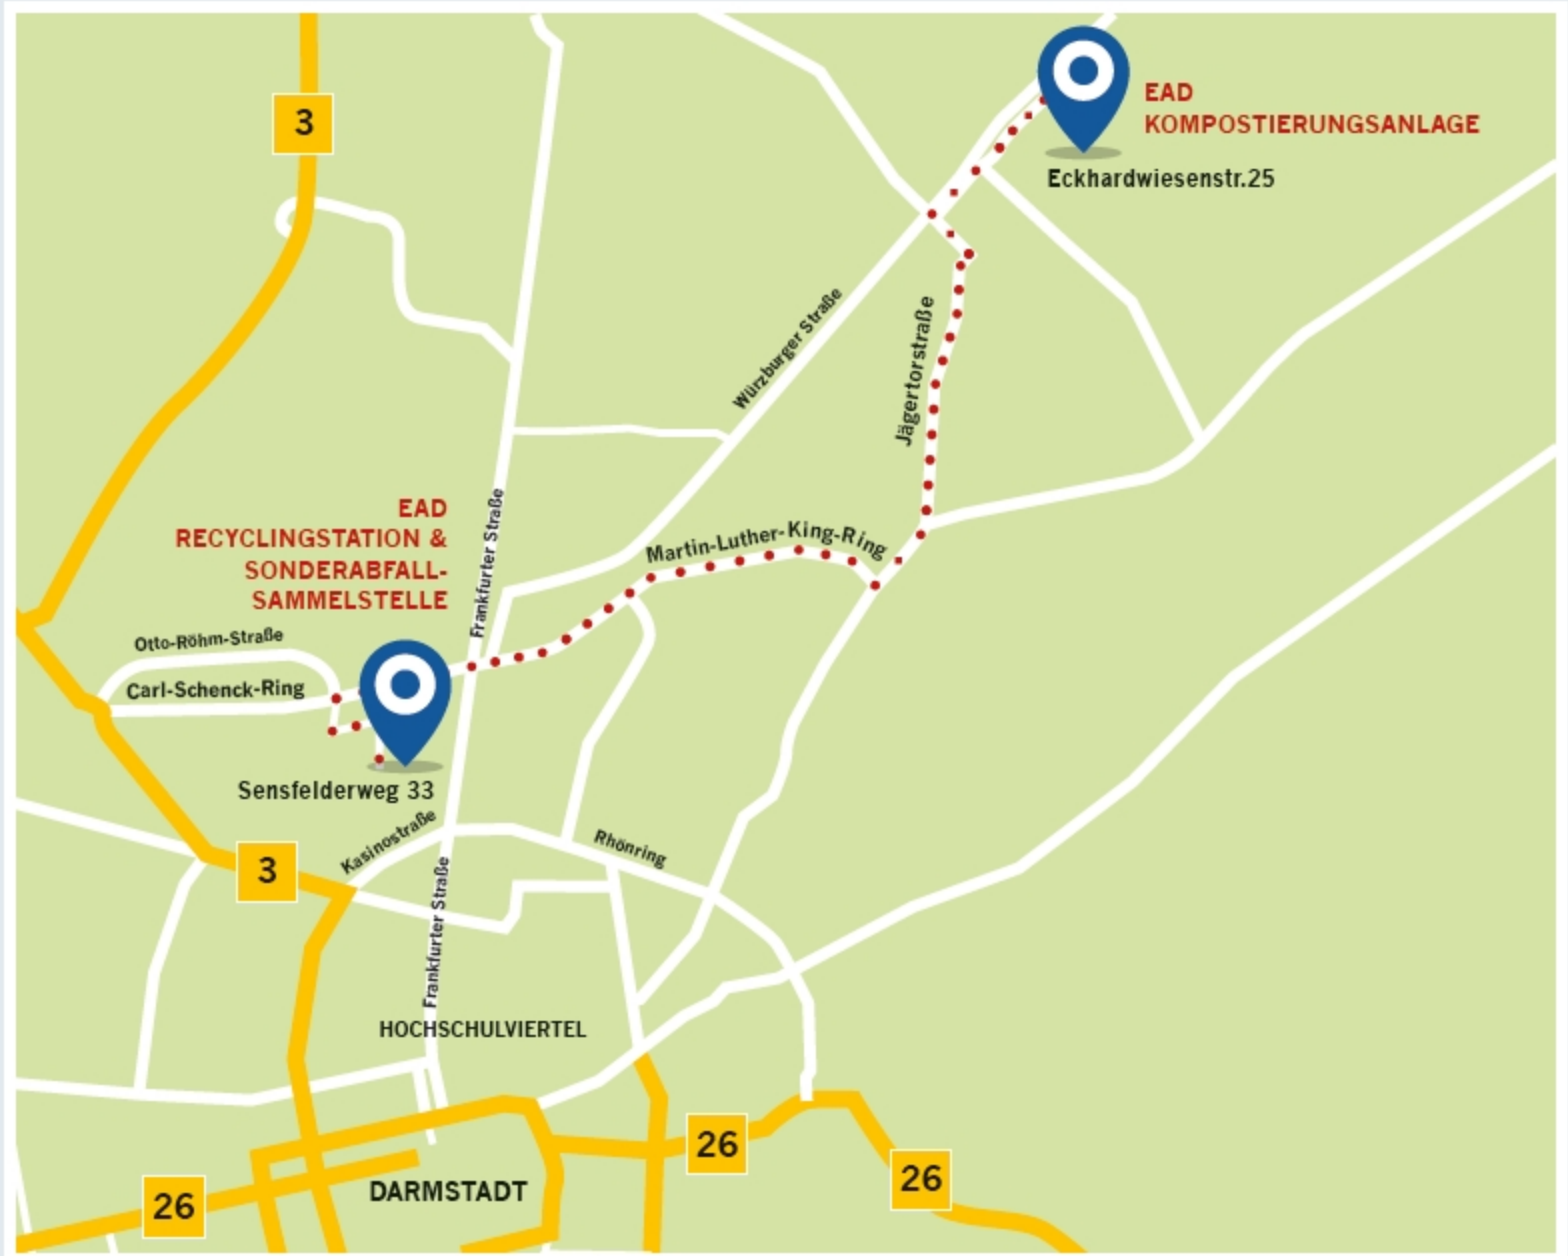 3
EAD
KOMPOSTIERUNGSANLAGE
Eckhardwiesenstr.25
Würzburger Straße
Jägertorstraße
EAD
RECYCLINGSTATION &
SONDERABFALL-
SAMMELSTELLE
Frankfurter Straße
Martin-Luther-King-Ring
Otto-Röhm-Straße
Carl-Schenck-Ring
Sensfelderweg 33
Kasinostraße
Rhönring
3
Frankfurter Straße
HOCHSCHULVIERTEL
26
26
DARMSTADT
26